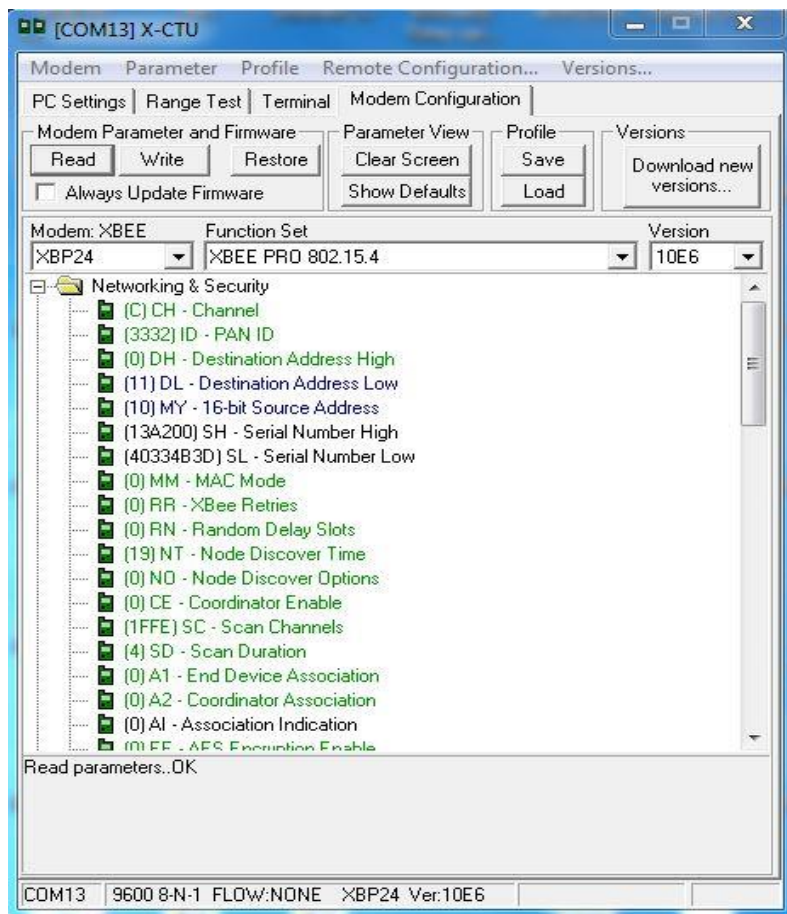 [COM13] X-CTU
Modem Parameter Profile Remote Configuration... Versions...
PC Settings Range Test Terminal Modem Configuration
Modem Parameter and Firmware Parameter View Profile Versions
Read Write Restore Clear Screen Save Download new versions...
Always Update Firmware Show Defaults Load
Modem: XBEE Function Set Version
XBP24 XBEE PRO 802.15.4 10E6
Networking & Security
(C) CH - Channel
(3332) ID - PAN ID
(0) DH - Destination Address High
(11) DL - Destination Address Low
(10) MY - 16-bit Source Address
(13A200) SH - Serial Number High
(40334B3D) SL - Serial Number Low
(0) MM - MAC Mode
(0) RR - XBee Retries
(0) RN - Random Delay Slots
(19) NT - Node Discover Time
(0) NO - Node Discover Options
(0) CE - Coordinator Enable
(1FFE) SC - Scan Channels
(4) SD - Scan Duration
(0) A1 - End Device Association
(0) A2 - Coordinator Association
(0) AI - Association Indication
(0) EE - AES Encryption Enable
Read parameters..OK
COM13 9600 8-N-1 FLOW:NONE XBP24 Ver:10E6